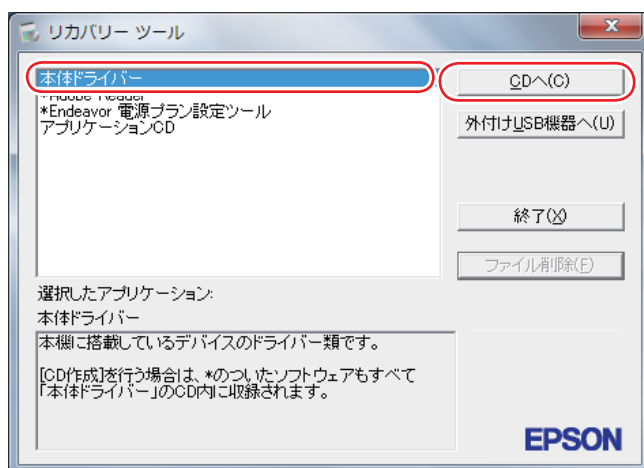 リカバリー ツール
本体ドライバー
*Adobe Reader
*Endeavor 電源プラン設定ツール
アプリケーションCD
CDへ(C)
外付けUSB機器へ(U)
終了(X)
ファイル削除(F)
選択したアプリケーション:
本体ドライバー
本機に搭載しているデバイスのドライバー類です。
[CD作成]を行う場合は、*のついたソフトウェアもすべて
「本体ドライバー」のCD内に収録されます。
EPSON